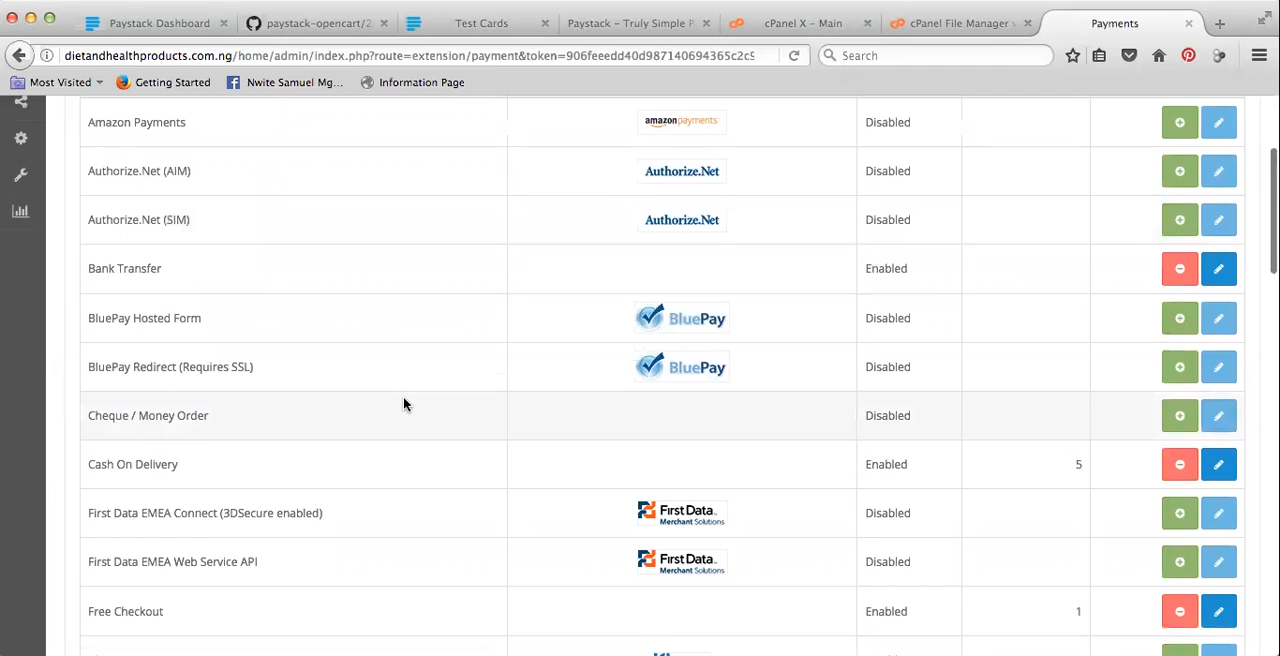 Paystack Dashboard
paystack-opencart/2
Test Cards
Paystack – Truly Simple P
cPanel X – Main
cPanel File Manager v
Payments
dietandhealthproducts.com.ng/home/admin/index.php?route=extension/payment&token=906feeedd40d987140694365c2c9
Search
Most Visited
Getting Started
Nwite Samuel Mg...
Information Page
Amazon Payments amazonpayments Disabled
Authorize.Net (AIM) Authorize.Net Disabled
Authorize.Net (SIM) Authorize.Net Disabled
Bank Transfer Enabled
BluePay Hosted Form BluePay Disabled
BluePay Redirect (Requires SSL) BluePay Disabled
Cheque / Money Order Disabled
Cash On Delivery Enabled 5
First Data EMEA Connect (3DSecure enabled) First Data Disabled
Merchant Solutions
First Data EMEA Web Service API First Data Disabled
Merchant Solutions
Free Checkout Enabled 1